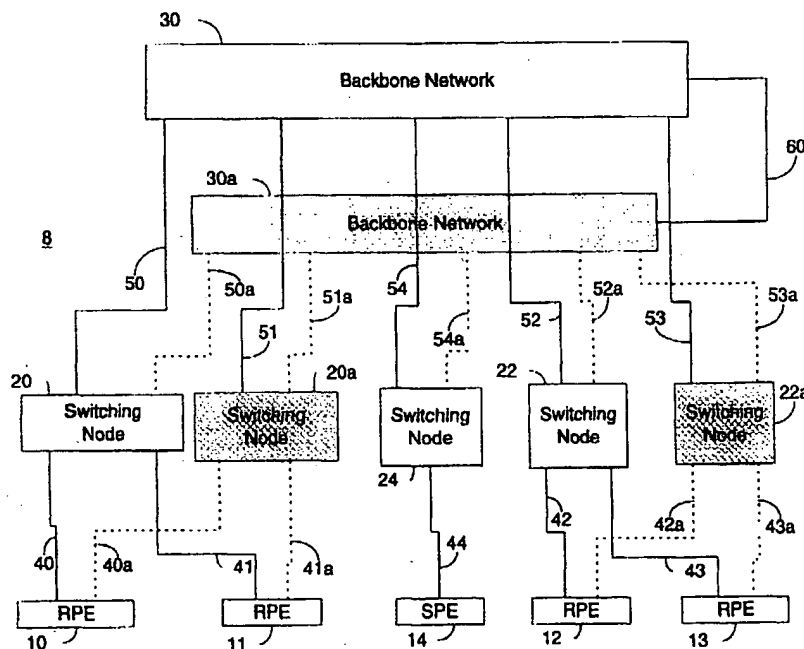 30
Backbone Network
60
30a
Backbone Network
8
50
50a
51a
54
52a
53a
51
54a
52
53
20
20a
22
22a
Switching
Node
Switching
Node
Switching
Node
Switching
Node
Switching
Node
24
40
40a
41
41a
44
42
42a
43
43a
RPE
RPE
SPE
RPE
RPE
10
11
14
12
13